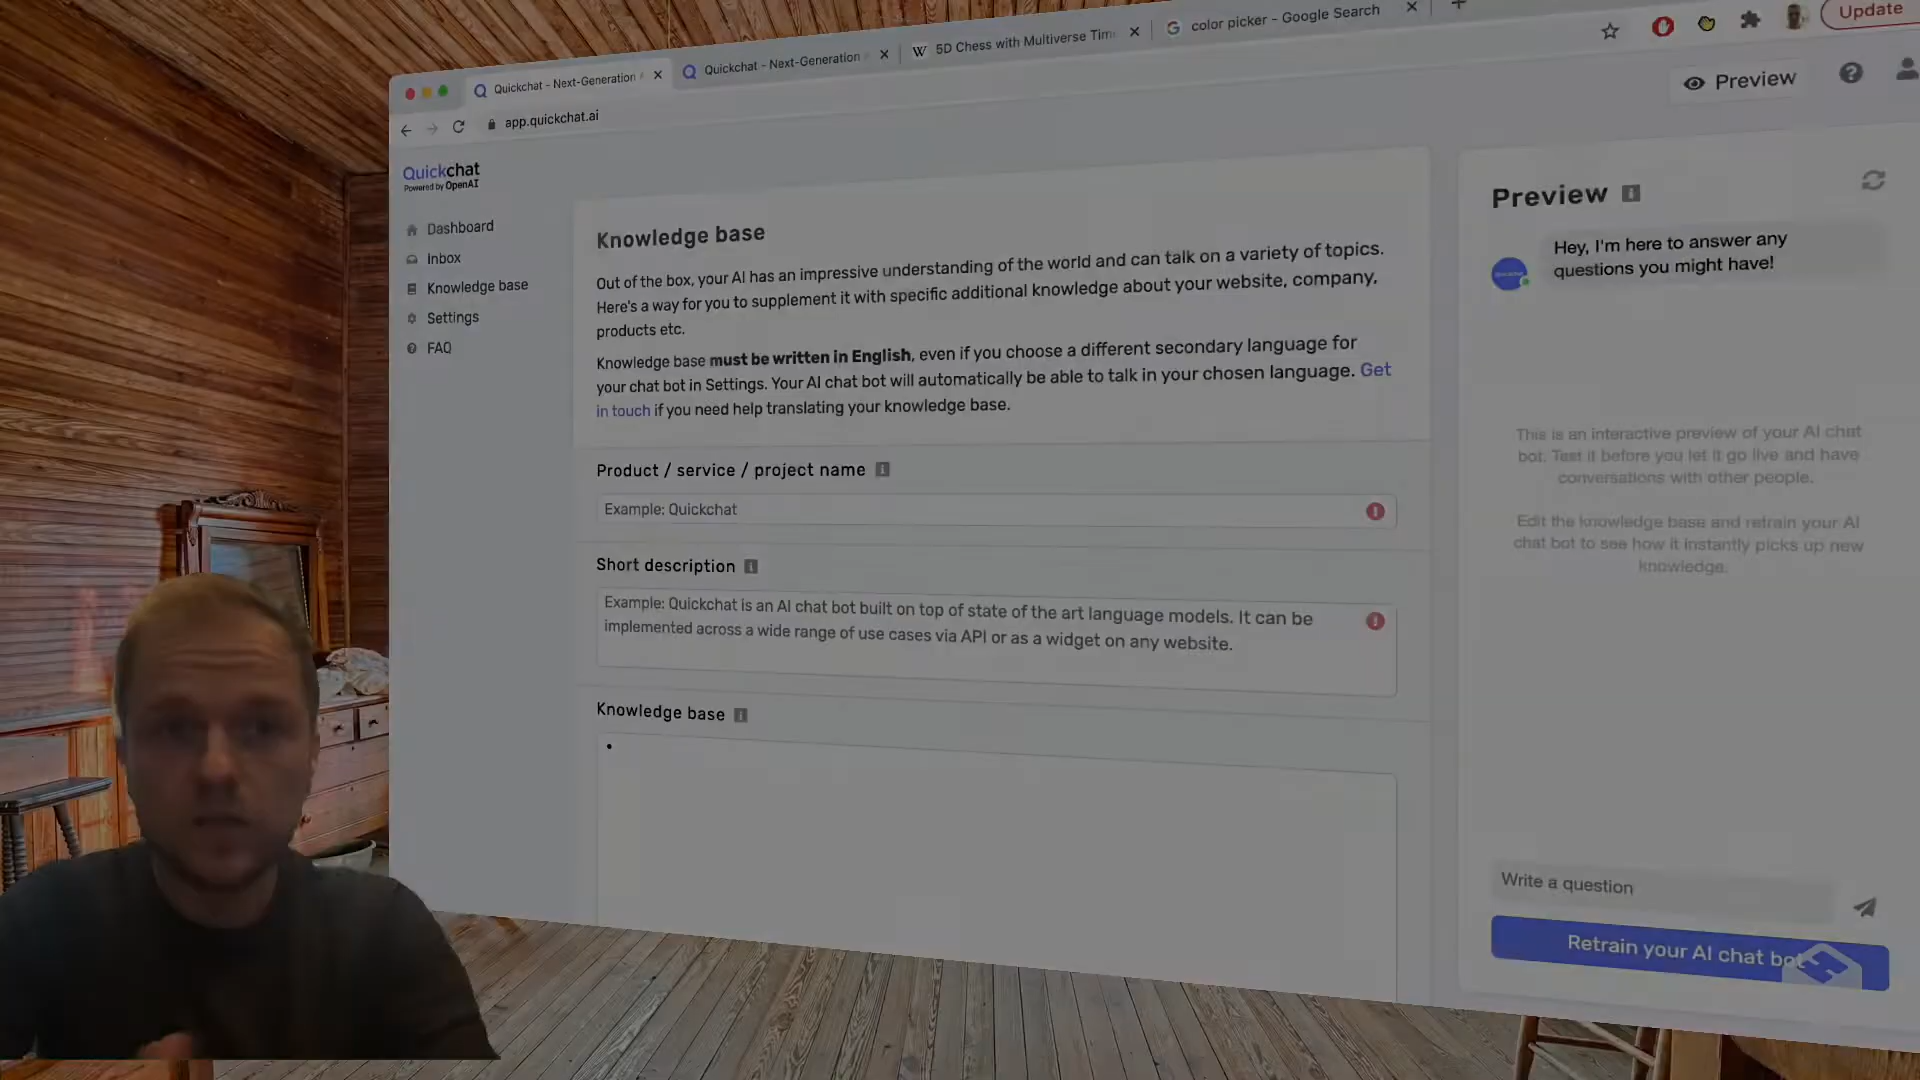 Quickchat - Next-Generation
Quickchat - Next-Generation
5D Chess with Multiverse Tim
color picker - Google Search
Update
app.quickchat.ai
Preview
Quickchat
Powered by OpenAI
Dashboard
Inbox
Knowledge base
Settings
FAQ
Knowledge base
Out of the box, your AI has an impressive understanding of the world and can talk on a variety of topics.
Here's a way for you to supplement it with specific additional knowledge about your website, company,
products etc.
Knowledge base must be written in English, even if you choose a different secondary language for
your chat bot in Settings. Your AI chat bot will automatically be able to talk in your chosen language. Get
in touch if you need help translating your knowledge base.
Product / service / project name
Example: Quickchat
Short description
Example: Quickchat is an AI chat bot built on top of state of the art language models. It can be
implemented across a wide range of use cases via API or as a widget on any website.
Knowledge base
Preview
Hey, I'm here to answer any
questions you might have!
This is an interactive preview of your AI chat
bot. Test it before you let it go live and have
conversations with other people.
Edit the knowledge base and retrain your AI
chat bot to see how it instantly picks up new
knowledge.
Write a question
Retrain your AI chat bot